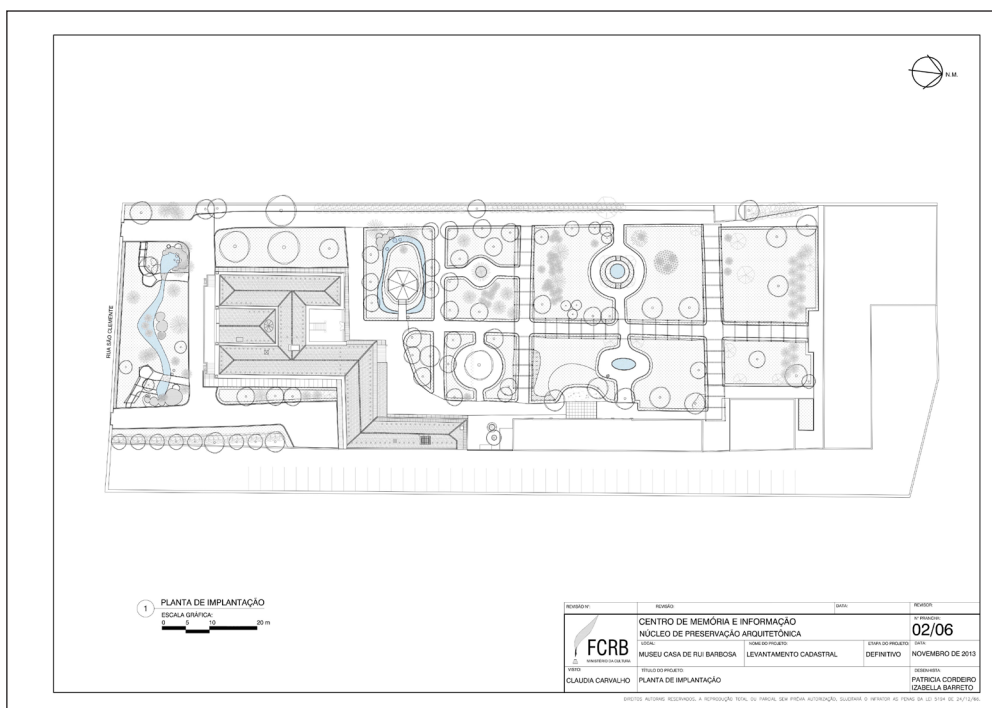 N.M.
RUA SÃO CLEMENTE
1
PLANTA DE IMPLANTAÇÃO
ESCALA GRÁFICA:
0 5 10 20 m
REVISÃO Nº:
REVISÃO:
DATA:
REVISOR:
FCRB
MINISTÉRIO DA CULTURA
CENTRO DE MEMÓRIA E INFORMAÇÃO
NÚCLEO DE PRESERVAÇÃO ARQUITETÔNICA
Nº PRANCHA:
02/06
LOCAL:
MUSEU CASA DE RUI BARBOSA
NOME DO PROJETO:
LEVANTAMENTO CADASTRAL
ETAPA DO PROJETO:
DEFINITIVO
DATA:
NOVEMBRO DE 2013
VISTO:
CLAUDIA CARVALHO
TÍTULO DO PROJETO:
PLANTA DE IMPLANTAÇÃO
DESENHISTA:
PATRICIA CORDEIRO
IZABELLA BARRETO
DIREITOS AUTORAIS RESERVADOS, A REPRODUÇÃO TOTAL OU PARCIAL SEM PRÉVIA AUTORIZAÇÃO, SUJEITARÁ O INFRATOR AS PENAS DA LEI